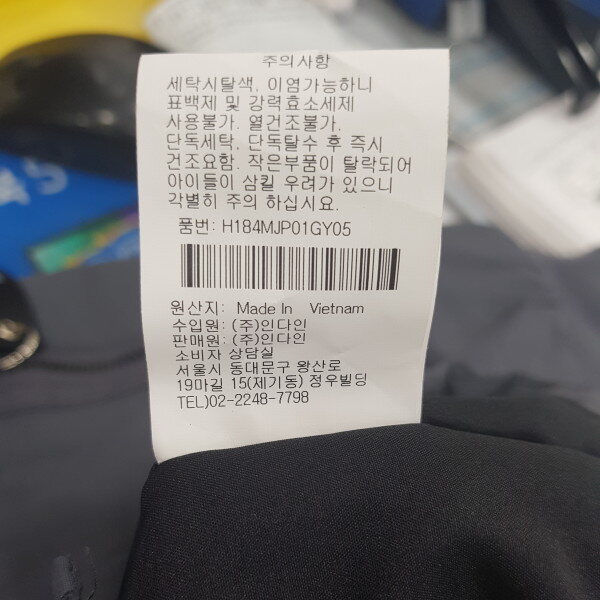 주의사항
세탁시탈색, 이염가능하니
표백제 및 강력효소세제
사용불가. 열건조불가.
단독세탁, 단독탈수 후 즉시
건조요함. 작은부품이 탈락되어
아이들이 삼킬 우려가 있으니
각별히 주의 하십시요.
품번: H184MJP01GY05
원산지: Made In Vietnam
수입원: (주)인다인
판매원: (주)인다인
소비자 상담실
서울시 동대문구 왕산로
19마길 15(제기동) 정우빌딩
TEL)02-2248-7798